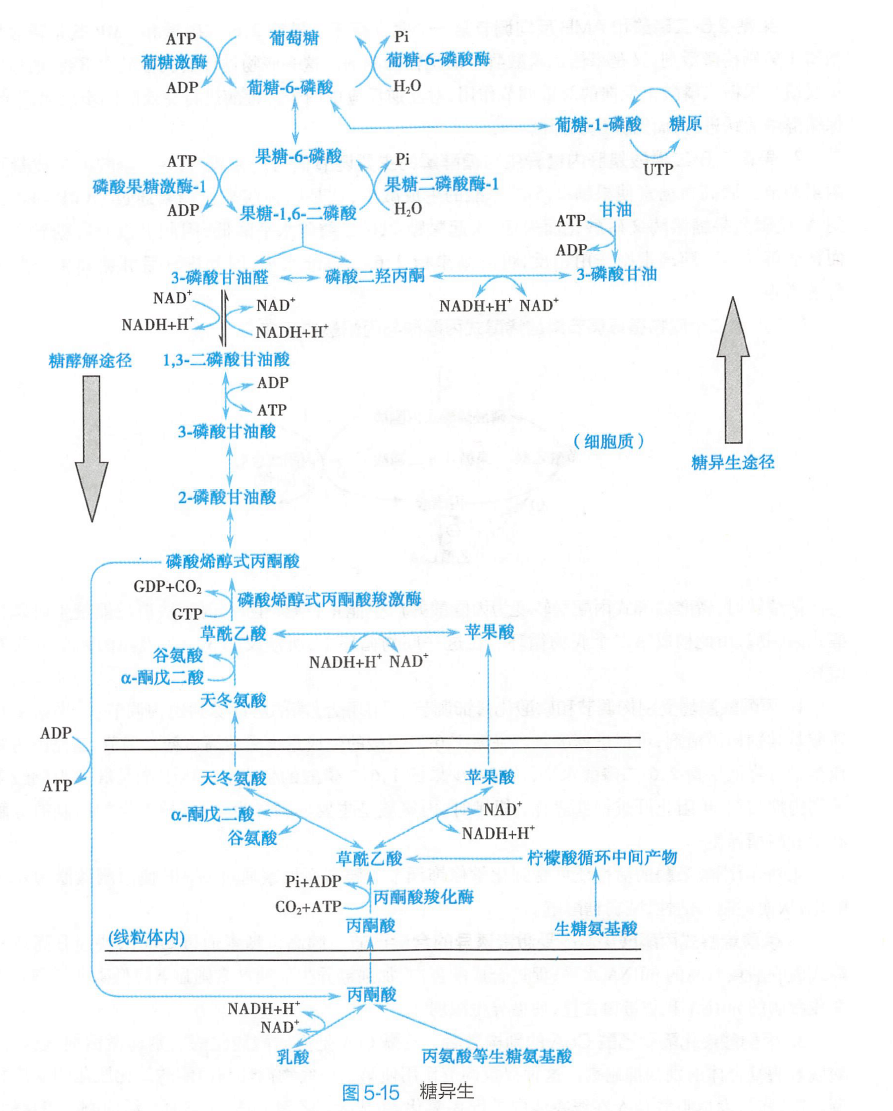 ATP 葡萄糖 Pi
葡糖激酶 葡糖-6-磷酸酶
ADP 葡糖-6-磷酸 H₂O
葡糖-1-磷酸 糖原
UTP
果糖-6-磷酸
ATP Pi
磷酸果糖激酶-1 果糖二磷酸酶-1
ADP 果糖-1,6-二磷酸 H₂O
甘油
ATP
ADP
3-磷酸甘油醛 磷酸二羟丙酮 3-磷酸甘油
NAD⁺ NAD⁺ NADH+H⁺ NAD⁺
NADH+H⁺ NADH+H⁺
糖酵解途径 1,3-二磷酸甘油酸
ADP
ATP
3-磷酸甘油酸
(细胞质)
糖异生途径
2-磷酸甘油酸
磷酸烯醇式丙酮酸
GDP+CO₂
磷酸烯醇式丙酮酸羧激酶
GTP
草酰乙酸 苹果酸
谷氨酸 NADH+H⁺ NAD⁺
α-酮戊二酸
天冬氨酸
ADP
ATP
天冬氨酸 苹果酸
α-酮戊二酸 NAD⁺
谷氨酸 NADH+H⁺
草酰乙酸 柠檬酸循环中间产物
Pi+ADP
丙酮酸羧化酶
CO₂+ATP
丙酮酸 生糖氨基酸
(线粒体内)
丙酮酸
NADH+H⁺
NAD⁺
乳酸 丙氨酸等生糖氨基酸
图5-15 糖异生